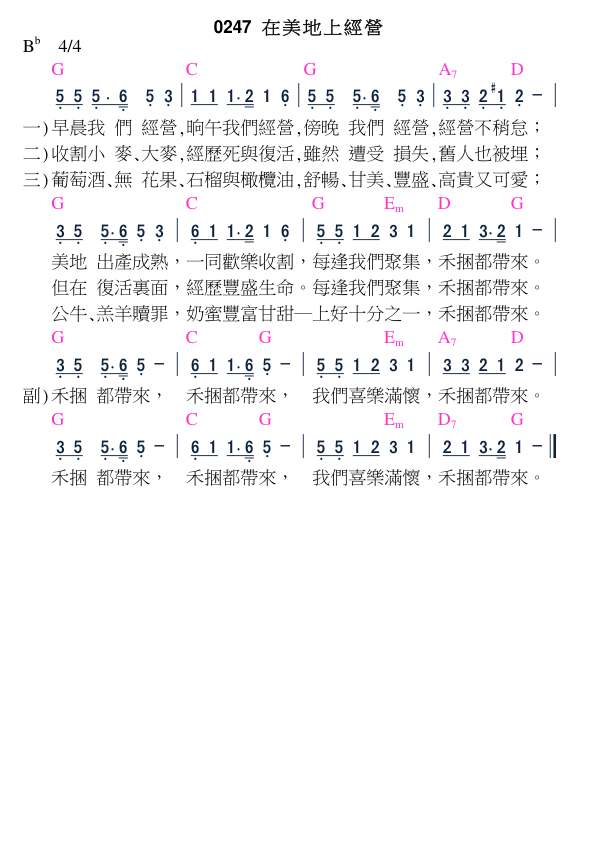 0247 在美地上經營
B♭ 4/4
G C G A7 D
5 5 5· 6 5 3 | 1 1 1·2 1 6 | 5 5 5·6 5 3 | 3 3 2 #1 2 − |
一)早晨我 們 經營,晌午我們經營,傍晚 我們 經營,經營不稍怠；
二)收割小 麥、大麥,經歷死與復活,雖然 遭受 損失,舊人也被埋；
三)葡萄酒、無 花果、石榴與橄欖油,舒暢、甘美、豐盛、高貴又可愛；
G C G Em D G
3 5 5·6 5 3 | 6 1 1·2 1 6 | 5 5 1 2 3 1 | 2 1 3·2 1 − |
美地 出產成熟，一同歡樂收割，每逢我們聚集，禾捆都帶來。
但在 復活裏面，經歷豐盛生命。每逢我們聚集，禾捆都帶來。
公牛、羔羊贖罪，奶蜜豐富甘甜─上好十分之一，禾捆都帶來。
G C G Em A7 D
3 5 5·6 5 − | 6 1 1·6 5 − | 5 5 1 2 3 1 | 3 3 2 1 2 − |
副)禾捆 都帶來， 禾捆都帶來， 我們喜樂滿懷，禾捆都帶來。
G C G Em D7 G
3 5 5·6 5 − | 6 1 1·6 5 − | 5 5 1 2 3 1 | 2 1 3·2 1 − ‖
禾捆 都帶來， 禾捆都帶來， 我們喜樂滿懷，禾捆都帶來。